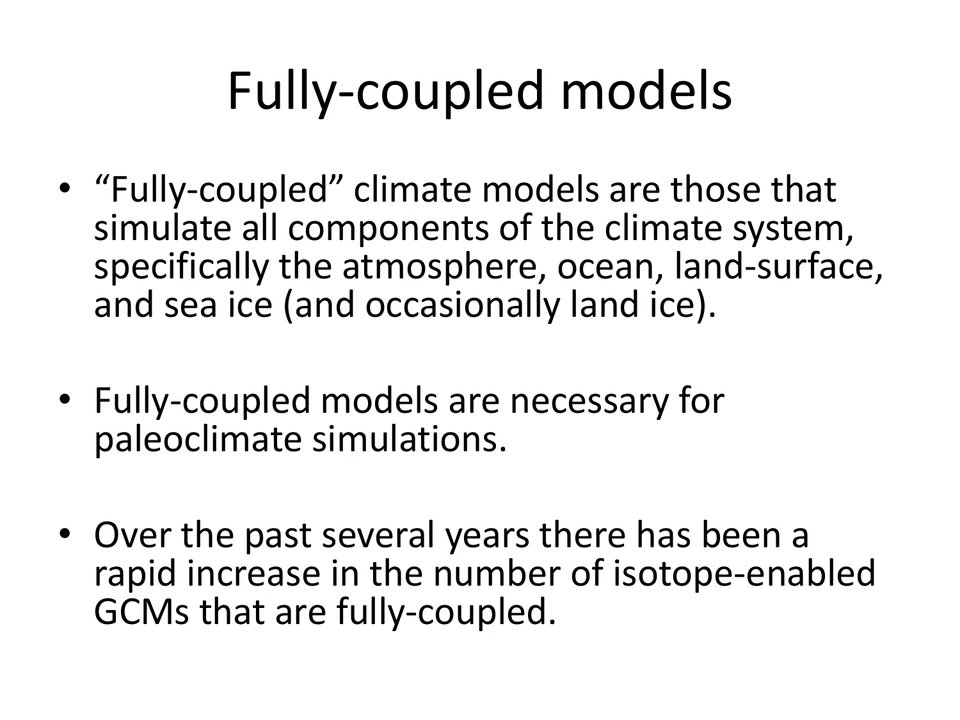 Fully-coupled models
• “Fully-coupled” climate models are those that
simulate all components of the climate system,
specifically the atmosphere, ocean, land-surface,
and sea ice (and occasionally land ice).
• Fully-coupled models are necessary for
paleoclimate simulations.
• Over the past several years there has been a
rapid increase in the number of isotope-enabled
GCMs that are fully-coupled.